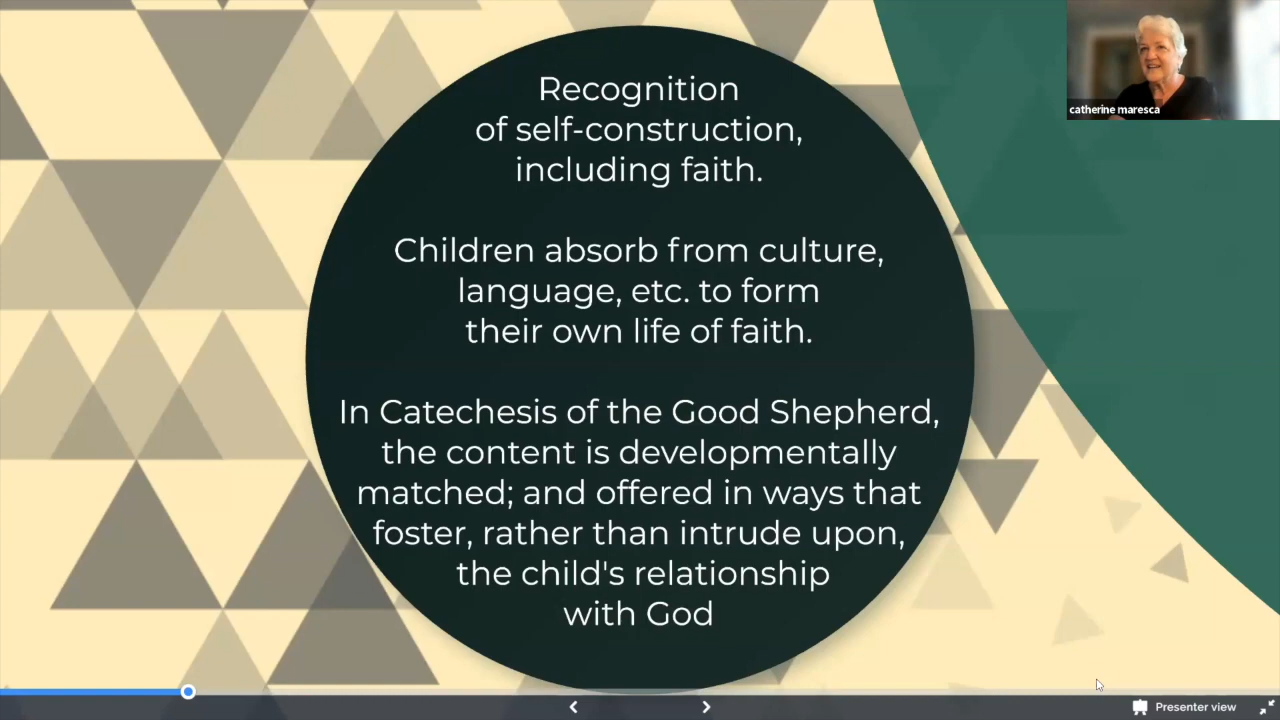 catherine maresca
Recognition
of self-construction,
including faith.
Children absorb from culture,
language, etc. to form
their own life of faith.
In Catechesis of the Good Shepherd,
the content is developmentally
matched; and offered in ways that
foster, rather than intrude upon,
the child's relationship
with God
Presenter view